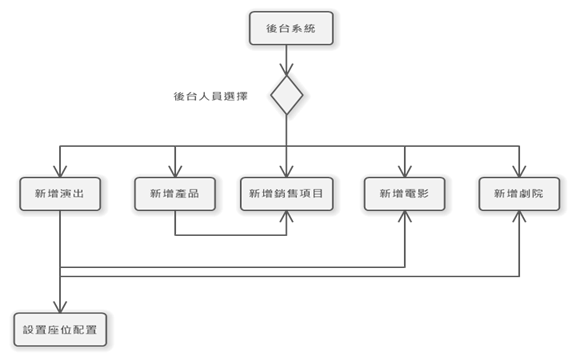 後台系統
後台人員選擇
新增演出
新增產品
新增銷售項目
新增電影
新增劇院
設置座位配置